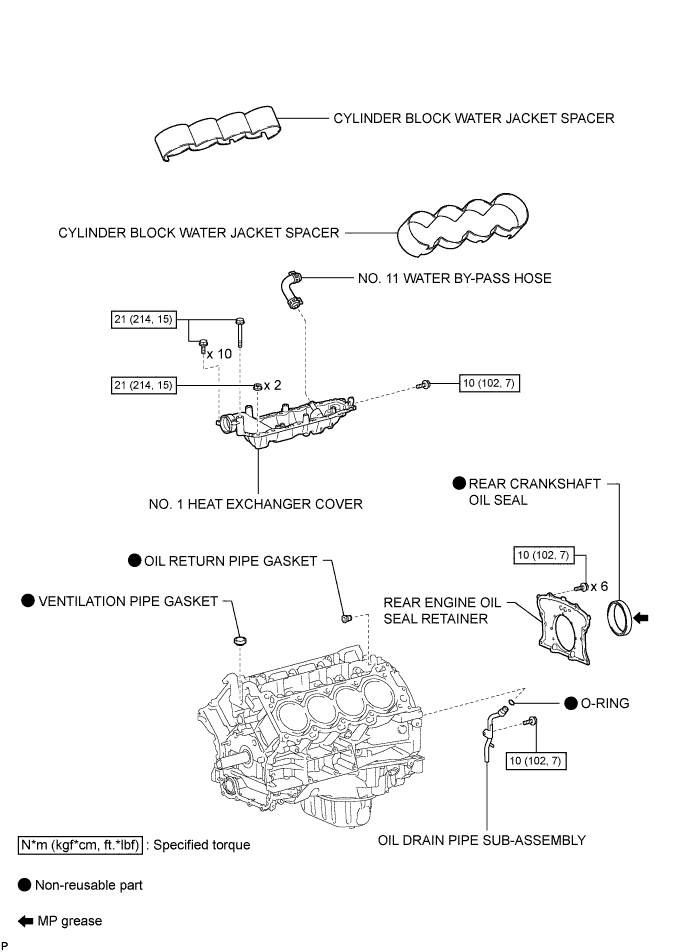 CYLINDER BLOCK WATER JACKET SPACER
CYLINDER BLOCK WATER JACKET SPACER
NO. 11 WATER BY-PASS HOSE
21 (214, 15)
x 10
21 (214, 15)
x 2
10 (102, 7)
NO. 1 HEAT EXCHANGER COVER
REAR CRANKSHAFT
OIL SEAL
10 (102, 7)
x 6
OIL RETURN PIPE GASKET
VENTILATION PIPE GASKET
REAR ENGINE OIL
SEAL RETAINER
O-RING
10 (102, 7)
OIL DRAIN PIPE SUB-ASSEMBLY
N*m (kgf*cm, ft.*lbf) : Specified torque
Non-reusable part
MP grease
P